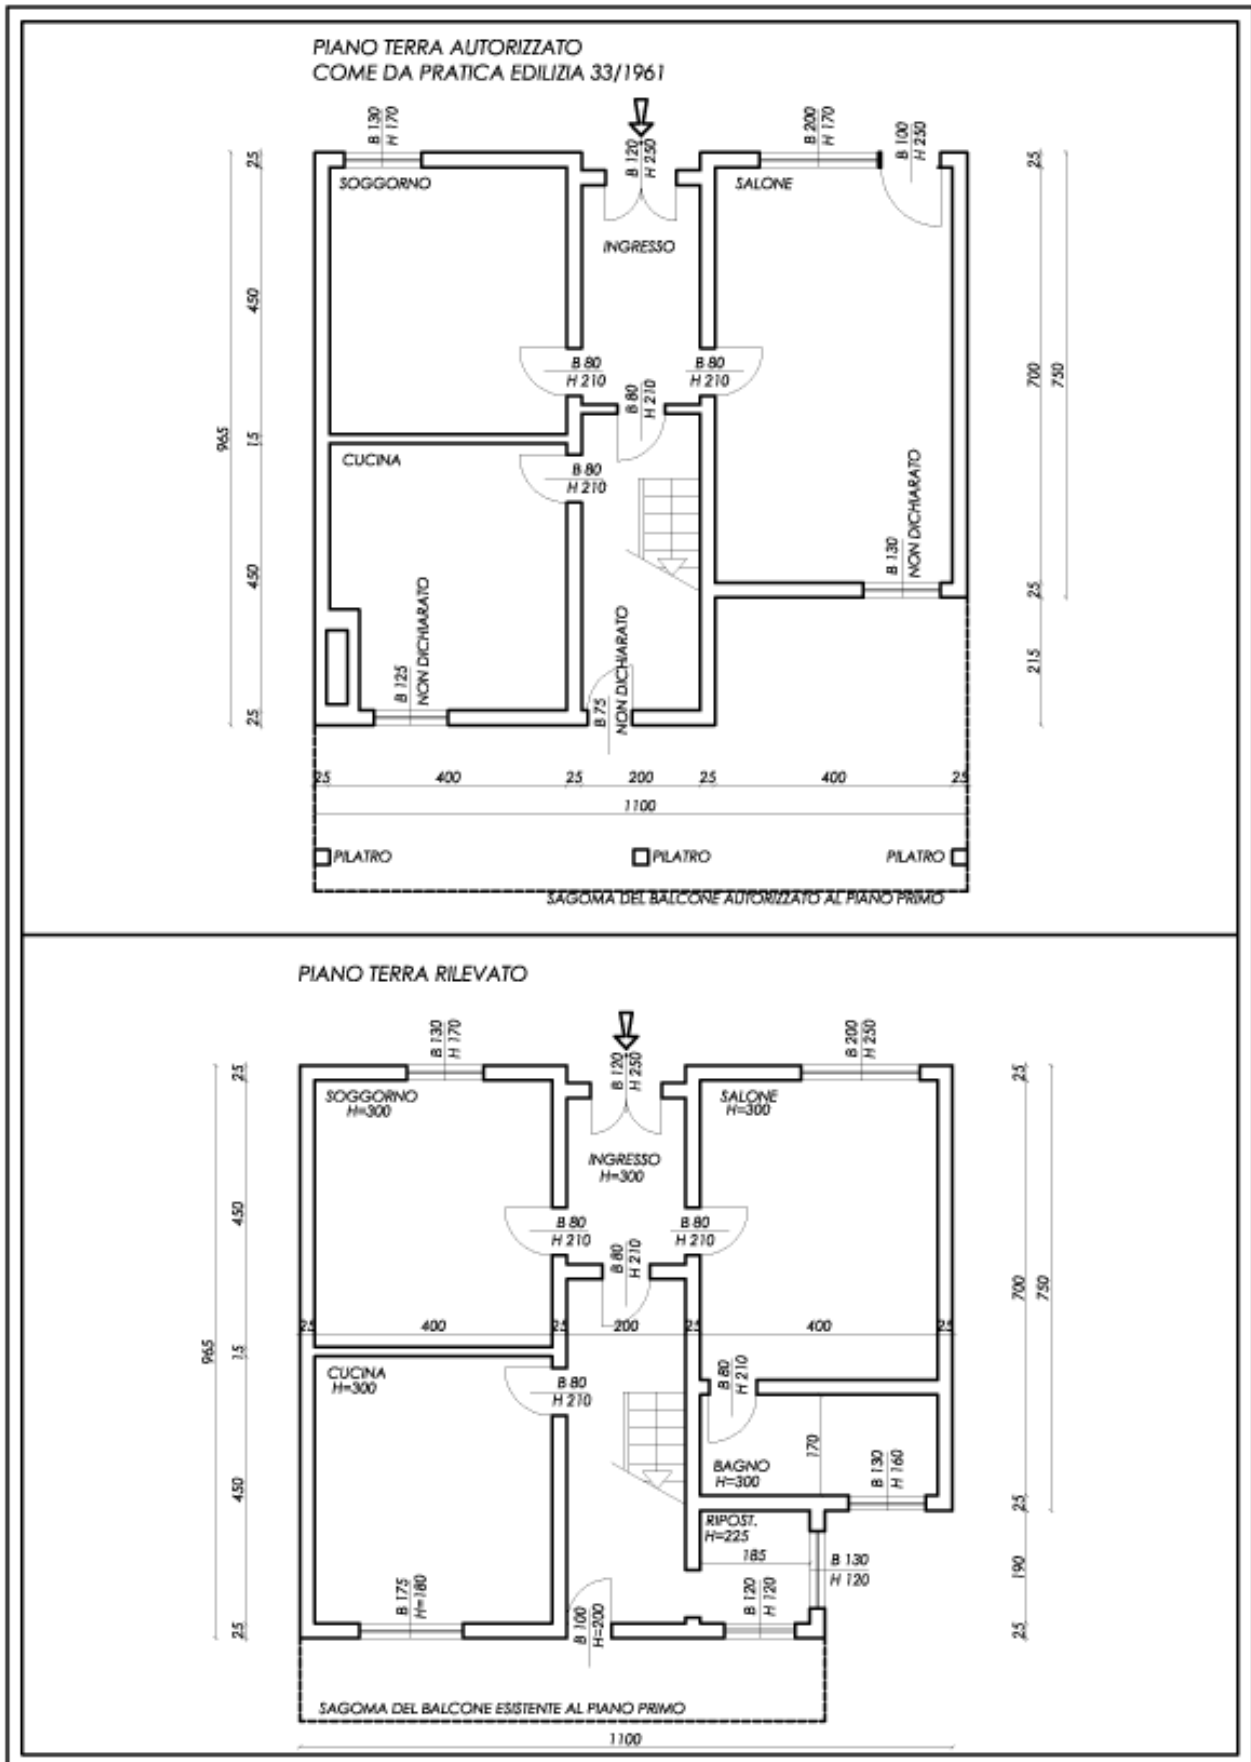 PIANO TERRA AUTORIZZATO
COME DA PRATICA EDILIZIA 33/1961
B 130
H 170
B 120
H 250
B 200
H 170
B 100
H 250
SOGGORNO
SALONE
INGRESSO
25
450
15
450
25
965
25
700
750
25
215
B 80
H 210
B 80
H 210
B 80
H 210
CUCINA
B 80
H 210
B 130
NON DICHIARATO
B 125
NON DICHIARATO
B 75
NON DICHIARATO
25
400
25
200
25
400
25
1100
PILATRO
PILATRO
PILATRO
SAGOMA DEL BALCONE AUTORIZZATO AL PIANO PRIMO
PIANO TERRA RILEVATO
B 130
H 170
B 120
H 250
B 200
H 250
SOGGORNO
H=300
SALONE
H=300
INGRESSO
H=300
25
450
15
450
25
965
25
700
750
25
190
25
B 80
H 210
B 80
H 210
B 80
H 210
25
400
25
200
25
400
25
CUCINA
H=300
B 80
H 210
B 80
H 210
BAGNO
H=300
170
B 130
H 160
RIPOST.
H=225
185
B 130
H 120
B 175
H=180
B 100
H=200
B 120
H 120
SAGOMA DEL BALCONE ESISTENTE AL PIANO PRIMO
1100